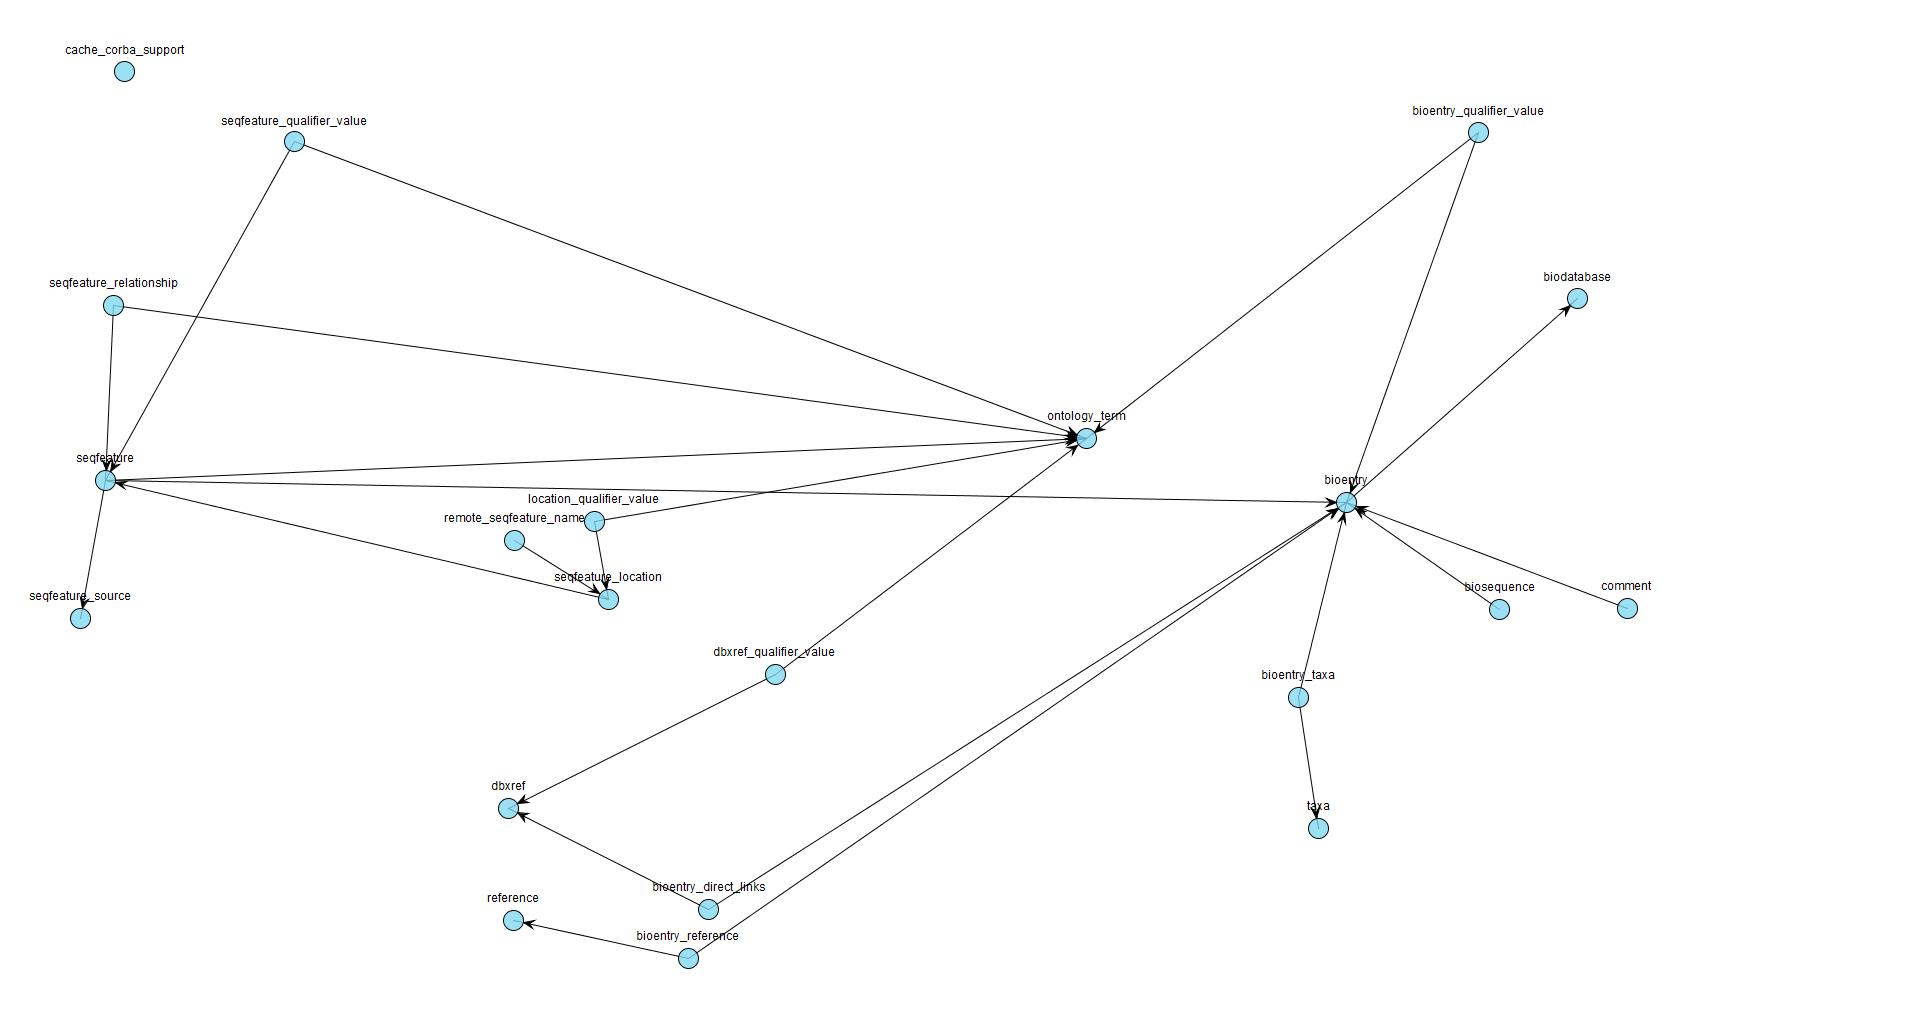 cache_corba_support
seqfeature_qualifier_value
bioentry_qualifier_value
biodatabase
seqfeature_relationship
ontology_term
seqfeature
bioentry
location_qualifier_value
remote_seqfeature_name
seqfeature_location
biosequence
comment
seqfeature_source
dbxref_qualifier_value
bioentry_taxa
dbxref
taxa
bioentry_direct_links
reference
bioentry_reference